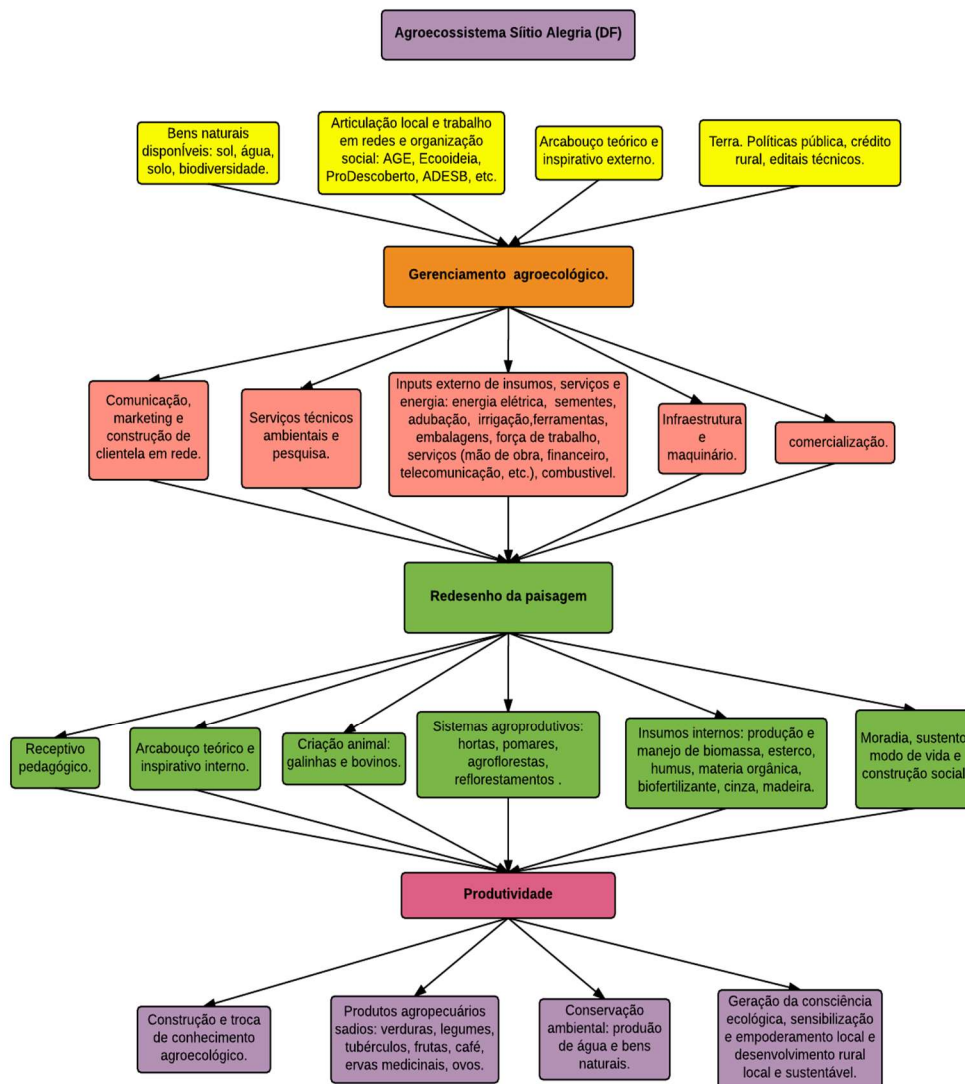 Agroecossistema Síitio Alegria (DF)
Bens naturais
disponíveis: sol, água,
solo, biodiversidade.
Articulação local e trabalho
em redes e organização
social: AGE, Ecooideia,
ProDescoberto, ADESB, etc.
Arcabouço teórico e
inspirativo externo.
Terra. Políticas pública, crédito
rural, editais técnicos.
Gerenciamento agroecológico.
Comunicação,
marketing e
construção de
clientela em rede.
Serviços técnicos
ambientais e
pesquisa.
Inputs externo de insumos, serviços e
energia: energia elétrica, sementes,
adubação, irrigação,ferramentas,
embalagens, força de trabalho,
serviços (mão de obra, financeiro,
telecomunicação, etc.), combustivel.
Infraestrutura
e
maquinário.
comercialização.
Redesenho da paisagem
Receptivo
pedagógico.
Arcabouço teórico e
inspirativo interno.
Criação animal:
galinhas e bovinos.
Sistemas agroprodutivos:
hortas, pomares,
agroflorestas,
reflorestamentos .
Insumos internos: produção e
manejo de biomassa, esterco,
humus, materia orgânica,
biofertilizante, cinza, madeira.
Moradia, sustento,
modo de vida e
construção social.
Produtividade
Construção e troca
de conhecimento
agroecológico.
Produtos agropecuários
sadios: verduras, legumes,
tubérculos, frutas, café,
ervas medicinais, ovos.
Conservação
ambiental: produão
de água e bens
naturais.
Geração da consciência
ecológica, sensibilização
e empoderamento local e
desenvolvimento rural
local e sustentável.